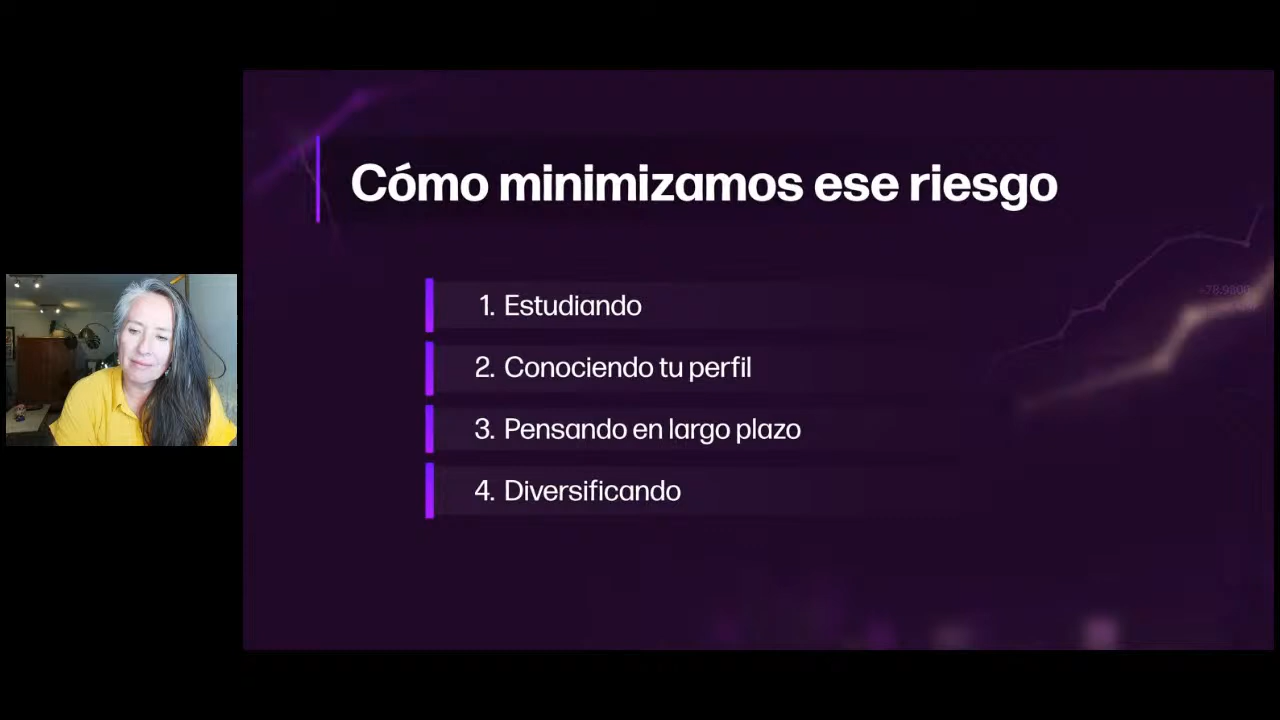 Cómo minimizamos ese riesgo
1. Estudiando
2. Conociendo tu perfil
3. Pensando en largo plazo
4. Diversificando